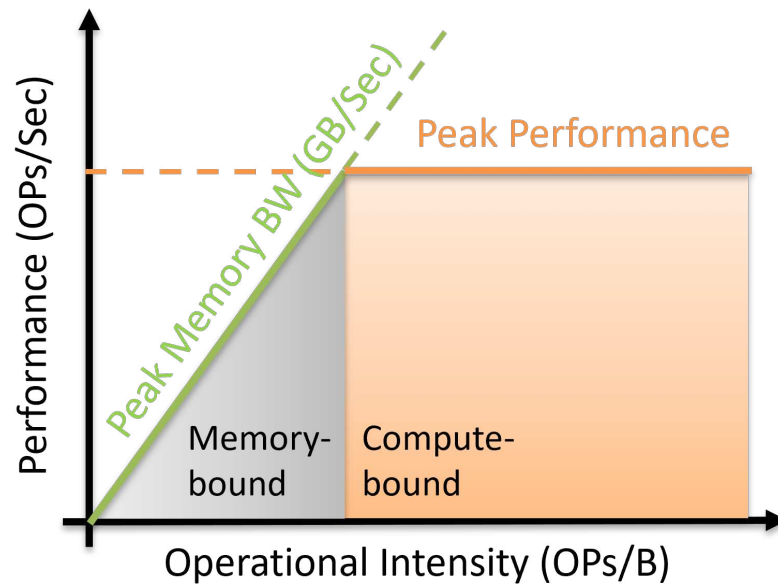 Performance (OPs/Sec)
Peak Memory BW (GB/Sec)
Peak Performance
Memory-
bound
Compute-
bound
Operational Intensity (OPs/B)